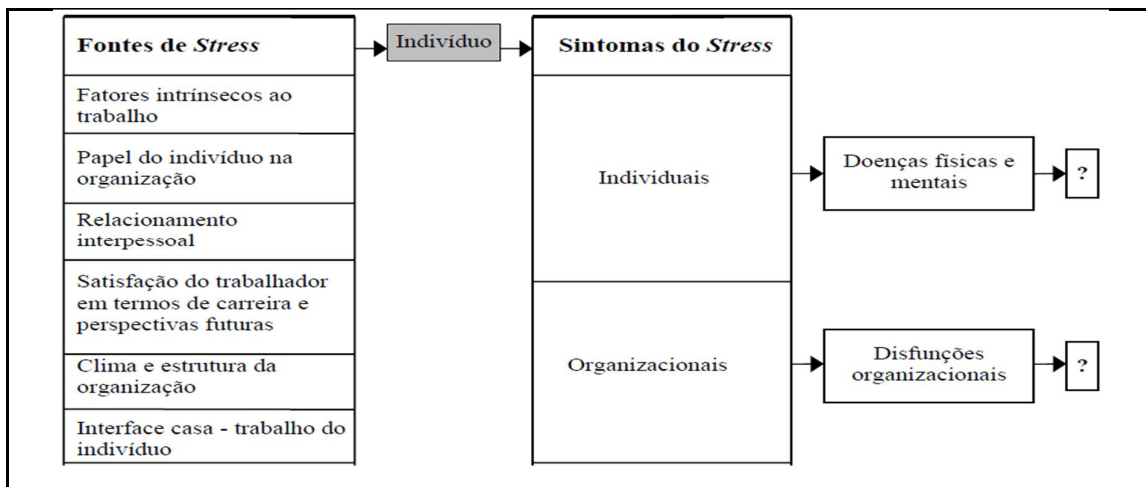 Fontes de Stress
Indivíduo
Sintomas do Stress
Fatores intrínsecos ao
trabalho
Papel do indivíduo na
organização
Relacionamento
interpessoal
Satisfação do trabalhador
em termos de carreira e
perspectivas futuras
Clima e estrutura da
organização
Interface casa - trabalho do
indivíduo
Individuais
Organizacionais
Doenças físicas e
mentais
?
Disfunções
organizacionais
?